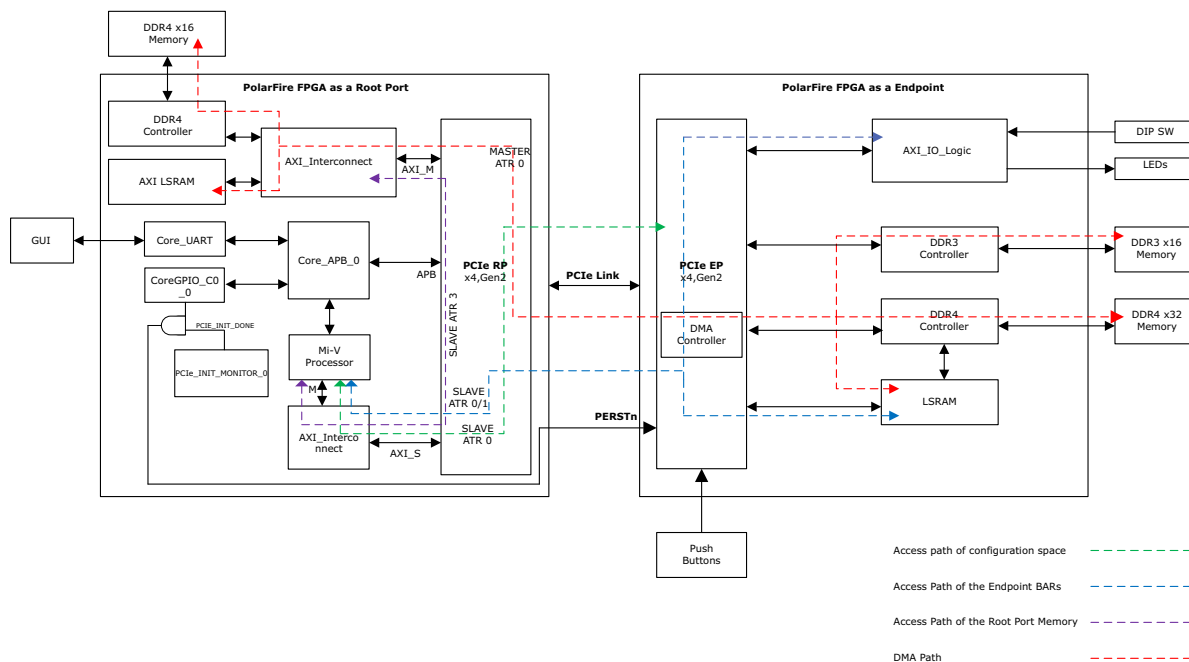 DDR4 x16
Memory
PolarFire FPGA as a Root Port
PolarFire FPGA as a Endpoint
DDR4
Controller
AXI_Interconnect
AXI_M
MASTER
ATR 0
AXI LSRAM
AXI_IO_Logic
DIP SW
LEDs
GUI
Core_UART
Core_APB_0
CoreGPIO_C0
_0
APB
PCIe RP
x4,Gen2
SLAVE ATR 3
PCIe Link
PCIe EP
x4,Gen2
DDR3
Controller
DDR3 x16
Memory
DMA
Controller
DDR4
Controller
DDR4 x32
Memory
PCIE_INIT_DONE
PCIe_INIT_MONITOR_0
Mi-V
Processor
M
SLAVE
ATR 0/1
LSRAM
AXI_Interco
nnect
AXI_S
SLAVE
ATR 0
PERSTn
Push
Buttons
Access path of configuration space
Access Path of the Endpoint BARs
Access Path of the Root Port Memory
DMA Path